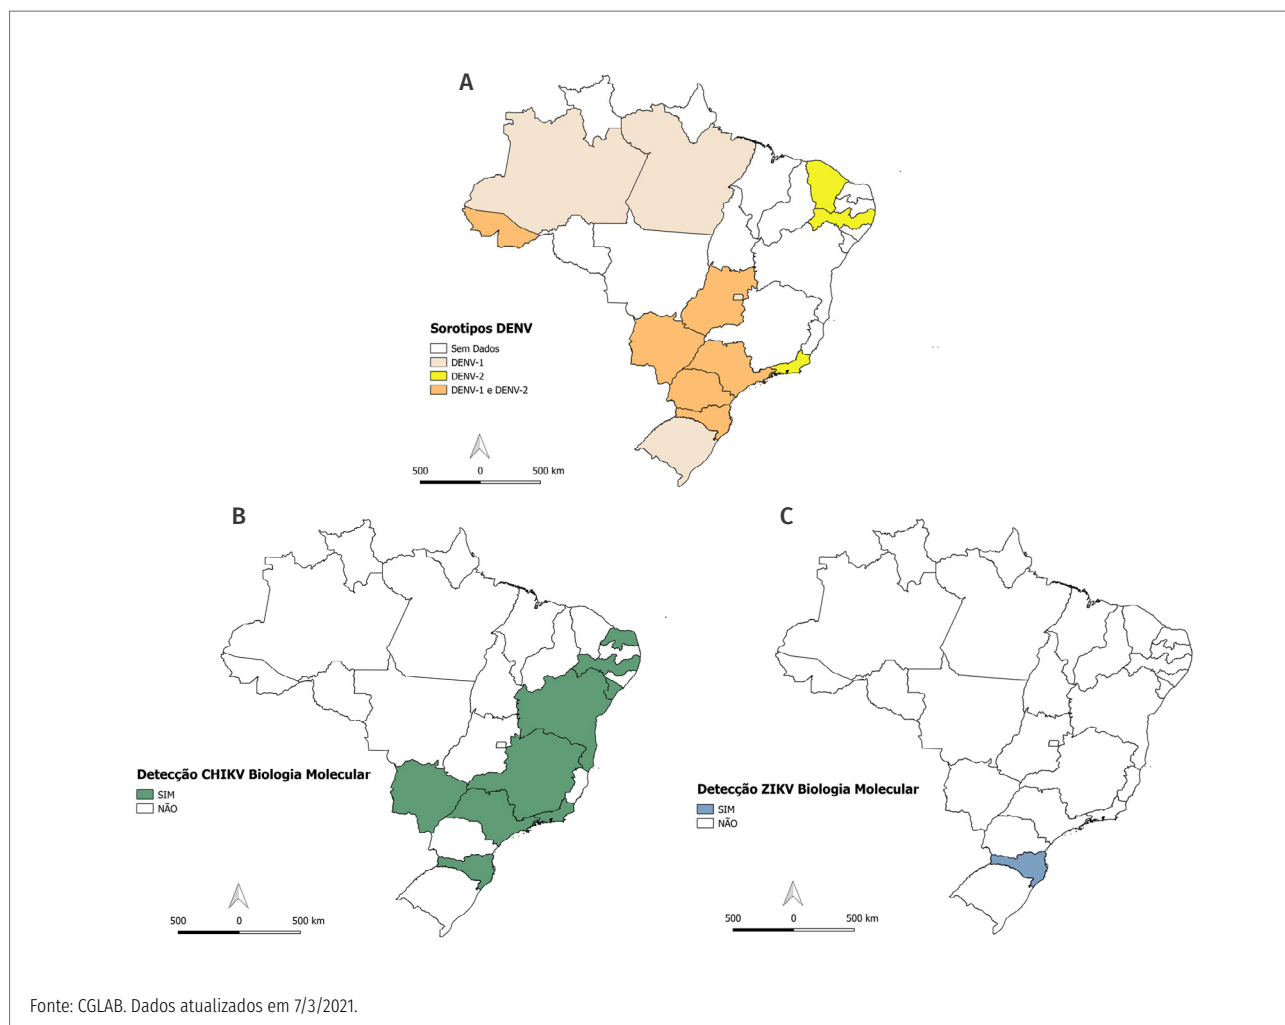 A
Sorotipos DENV
Sem Dados
DENV-1
DENV-2
DENV-1 e DENV-2
500 0 500 km
B
Detecção CHIKV Biologia Molecular
SIM
NÃO
500 0 500 km
C
Detecção ZIKV Biologia Molecular
SIM
NÃO
500 0 500 km
Fonte: CGLAB. Dados atualizados em 7/3/2021.